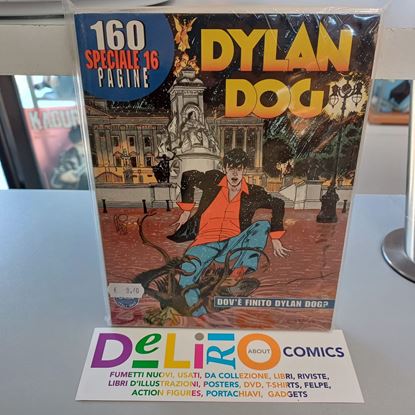 160
SPECIALE 16
PAGINE
DYLAN
DOG
DOV'È FINITO DYLAN DOG?
DeLiRiO
ABOUT
COMICS
FUMETTI NUOVI, USATI, DA COLLEZIONE, LIBRI, RIVISTE,
LIBRI D'ILLUSTRAZIONI, POSTERS, DVD, T-SHIRTS, FELPE,
ACTION FIGURES, PORTACHIAVI, GADGETS